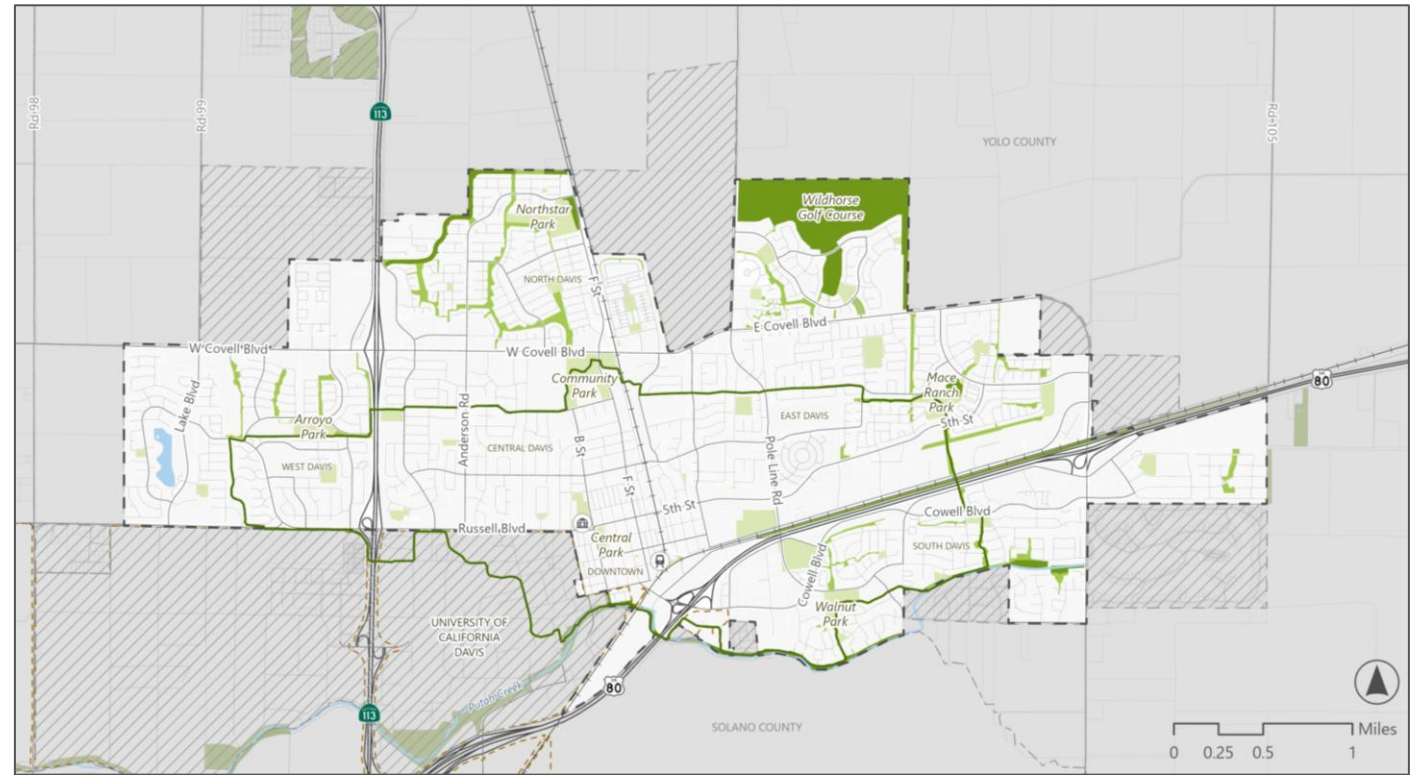 Rd-98
Rd-99
113
Rd-105
YOLO COUNTY
Wildhorse
Golf Course
Northstar
Park
NORTH DAVIS
F St
E Covell Blvd
W Covell Blvd
W Covell Blvd
Community
Park
Mace
Ranch
Park
80
Lake Blvd
Arroyo
Park
Anderson Rd
CENTRAL DAVIS
B St
EAST DAVIS
5th St
WEST DAVIS
F St
Pole Line Rd
5th St
Russell Blvd
Cowell Blvd
Central
Park
DOWNTOWN
SOUTH DAVIS
Cowell Blvd
Walnut
Park
UNIVERSITY OF
CALIFORNIA
DAVIS
Putah Creek
80
113
SOLANO COUNTY
Miles
0 0.25 0.5 1